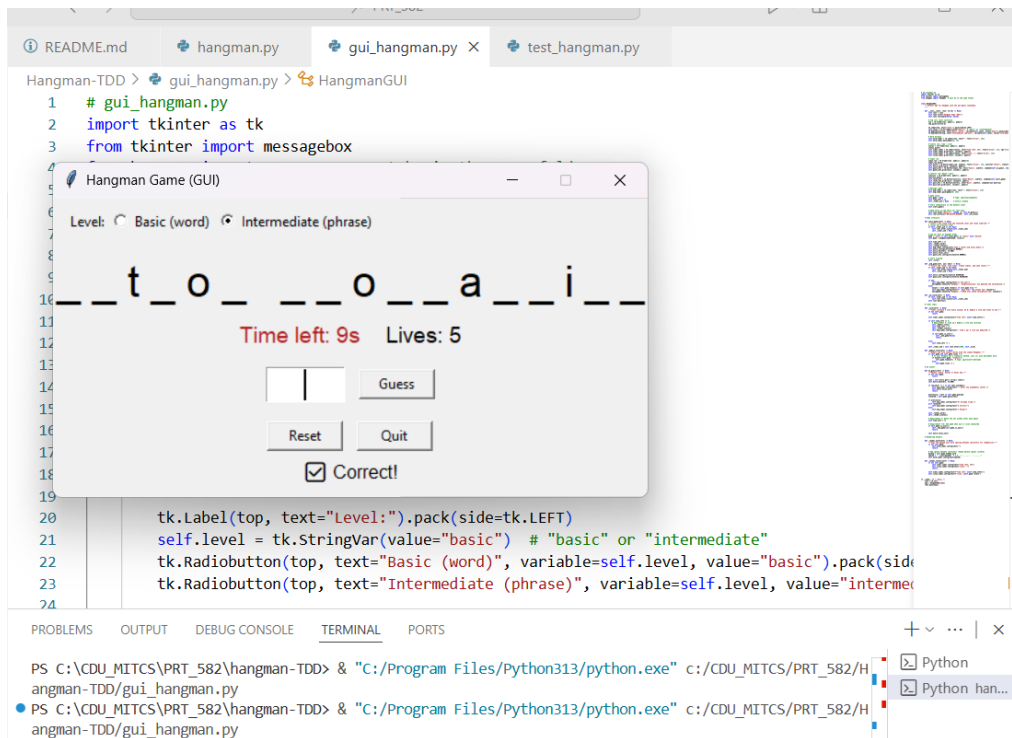 README.md hangman.py gui_hangman.py test_hangman.py
Hangman-TDD > gui_hangman.py > HangmanGUI
1 # gui_hangman.py
2 import tkinter as tk
3 from tkinter import messagebox
Hangman Game (GUI)
Level: Basic (word) Intermediate (phrase)
_ _ t _ o _ _ _ o _ _ a _ _ i _ _
Time left: 9s Lives: 5
Guess
Reset Quit
Correct!
19
20 tk.Label(top, text="Level:").pack(side=tk.LEFT)
21 self.level = tk.StringVar(value="basic") # "basic" or "intermediate"
22 tk.Radiobutton(top, text="Basic (word)", variable=self.level, value="basic").pack(side
23 tk.Radiobutton(top, text="Intermediate (phrase)", variable=self.level, value="intermed
24
PROBLEMS OUTPUT DEBUG CONSOLE TERMINAL PORTS
PS C:\CDU_MITCS\PRT_582\hangman-TDD> & "C:/Program Files/Python313/python.exe" c:/CDU_MITCS/PRT_582/H
angman-TDD/gui_hangman.py
PS C:\CDU_MITCS\PRT_582\hangman-TDD> & "C:/Program Files/Python313/python.exe" c:/CDU_MITCS/PRT_582/H
angman-TDD/gui_hangman.py
Python
Python han...